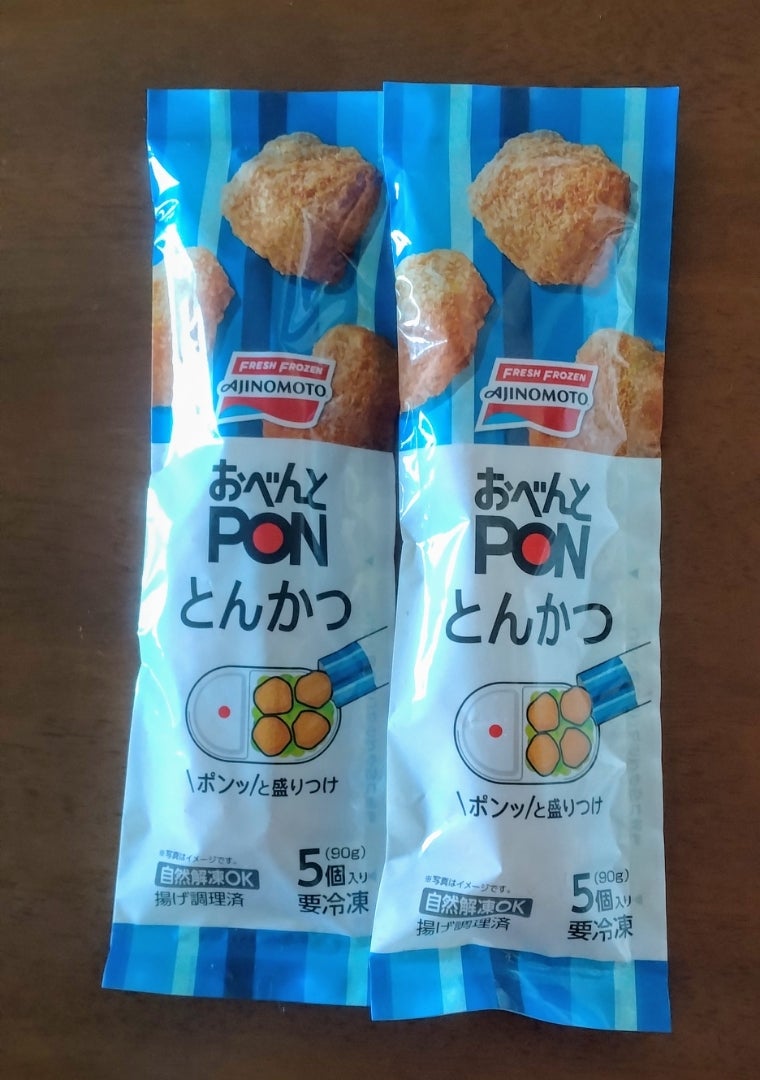 FRESH FROZEN
AJINOMOTO
おべんと
PON
とんかつ
\ポンッ/と盛りつけ
※写真はイメージです。
自然解凍OK
揚げ調理済
(90g)
5個入り
要冷凍
FRESH FROZEN
AJINOMOTO
おべんと
PON
とんかつ
\ポンッ/と盛りつけ
※写真はイメージです。
自然解凍OK
揚げ調理済
(90g)
5個入り
要冷凍